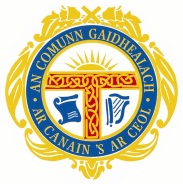 AN COMUNN GAIDHEALACH
AR CANAIN 'S AR CEOL